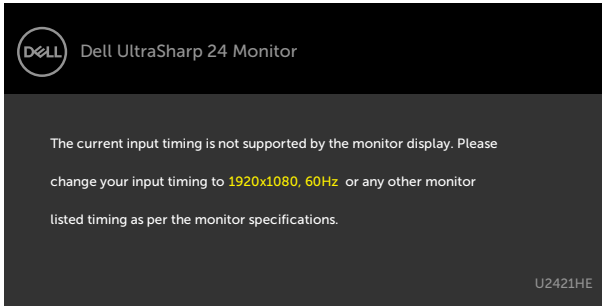 DELL
Dell UltraSharp 24 Monitor
The current input timing is not supported by the monitor display. Please
change your input timing to 1920x1080, 60Hz or any other monitor
listed timing as per the monitor specifications.
U2421HE